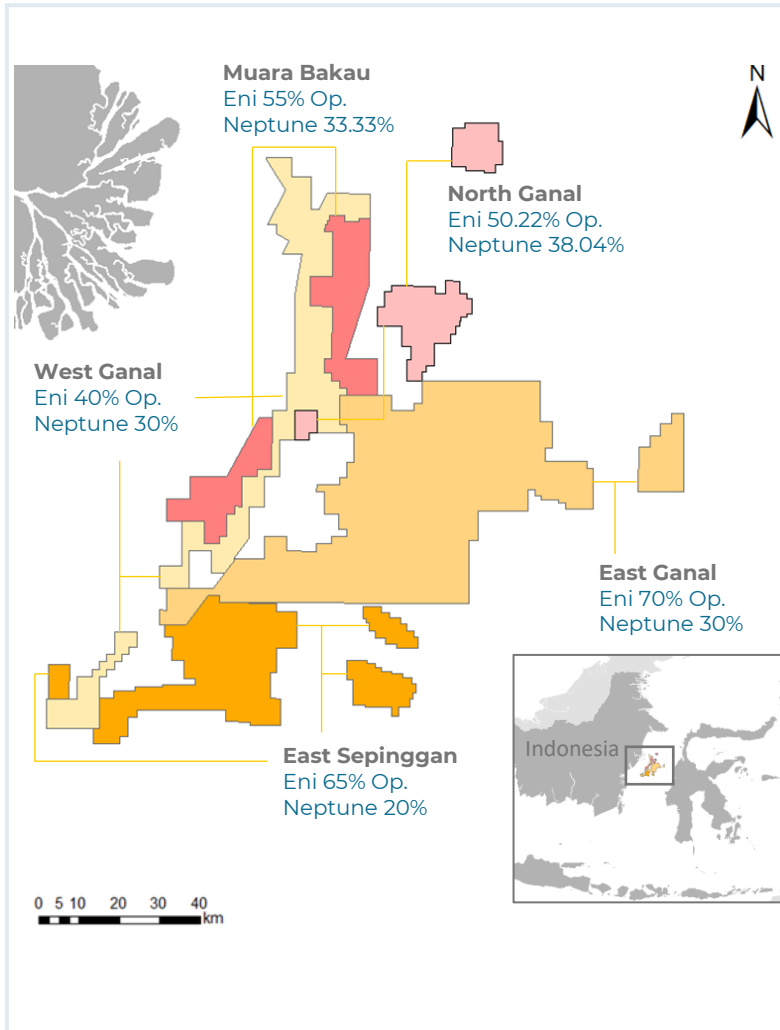 Muara Bakau
Eni 55% Op.
Neptune 33.33%
N
North Ganal
Eni 50.22% Op.
Neptune 38.04%
West Ganal
Eni 40% Op.
Neptune 30%
East Ganal
Eni 70% Op.
Neptune 30%
Indonesia
East Sepinggan
Eni 65% Op.
Neptune 20%
0 5 10 20 30 40
km